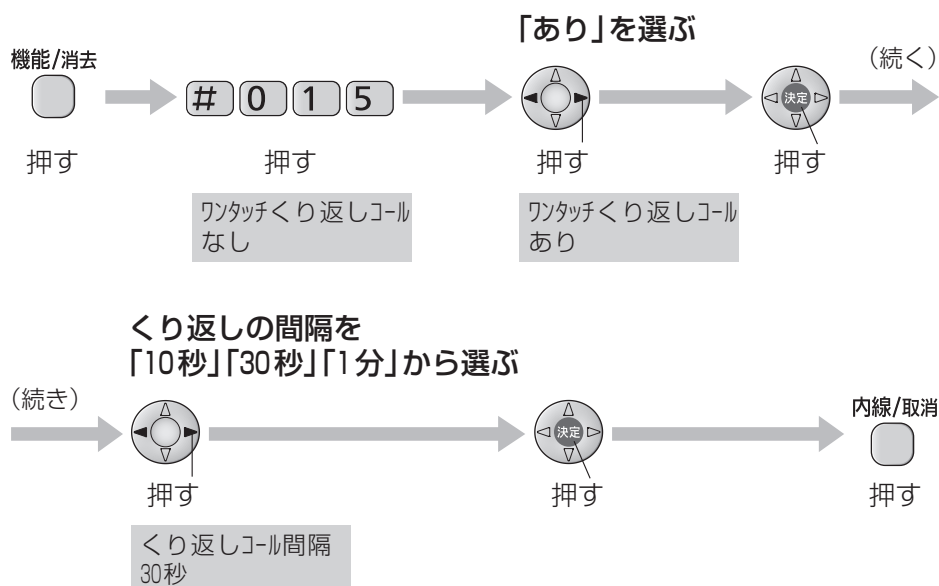 「あり」を選ぶ
機能/消去
(続く)
#015
決定
押す
押す
押す
押す
ﾜﾝﾀｯﾁくり返しｺｰﾙ
なし
ﾜﾝﾀｯﾁくり返しｺｰﾙ
あり
くり返しの間隔を
「10秒」「30秒」「1分」から選ぶ
(続き)
決定
内線/取消
押す
押す
押す
くり返しｺｰﾙ間隔
30秒